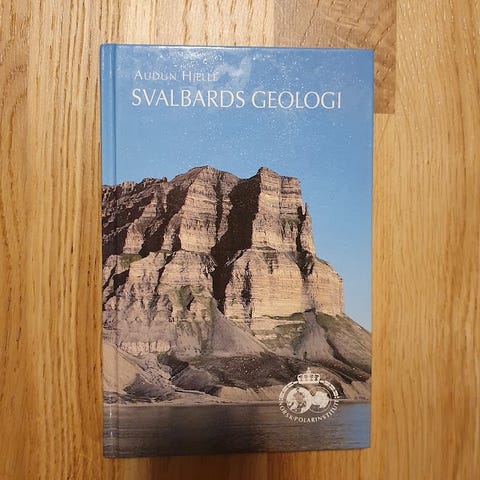 AUDUN HJELLE
SVALBARDS GEOLOGI
NORSK POLARINSTITUTT